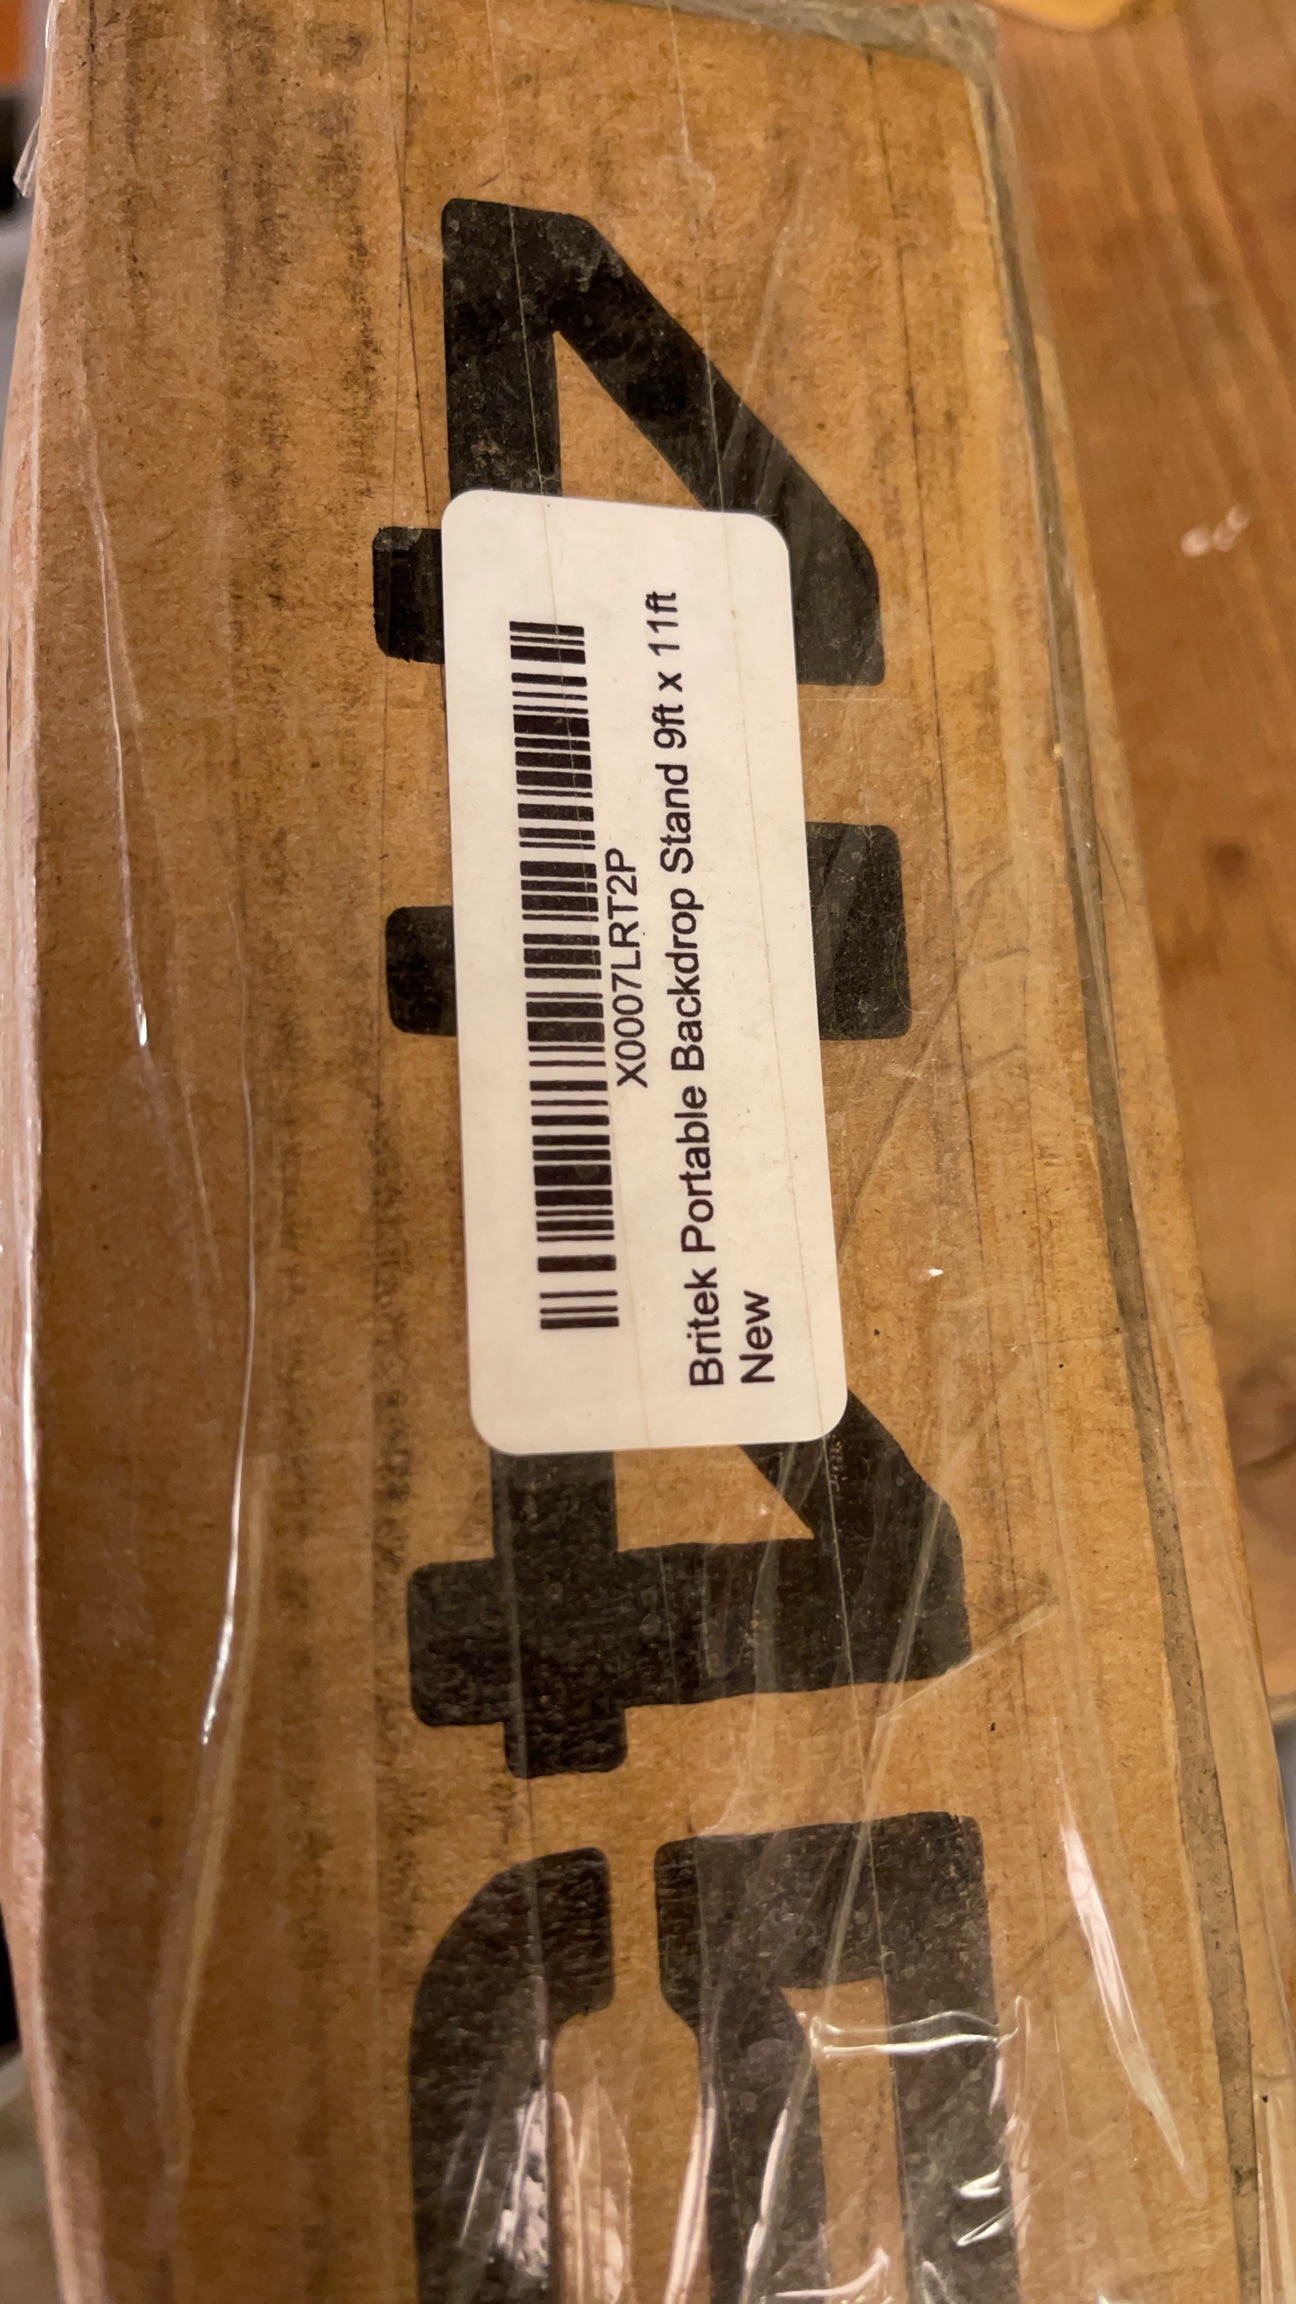 X0007LRT2P
Britek Portable Backdrop Stand 9ft x 11ft
New